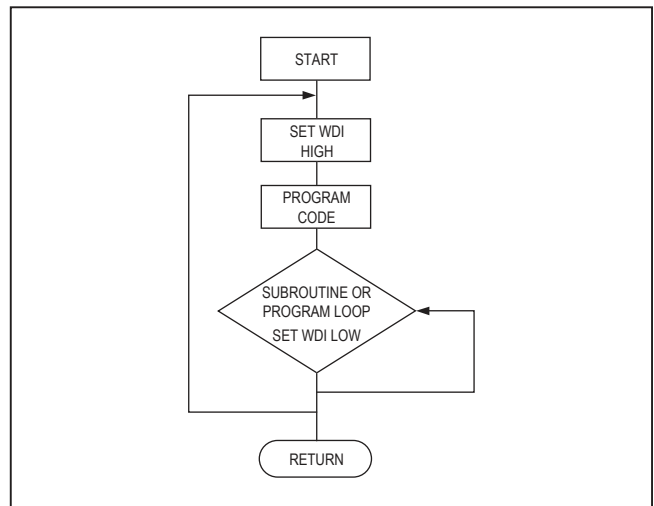 START
SET WDI
HIGH
PROGRAM
CODE
SUBROUTINE OR
PROGRAM LOOP
SET WDI LOW
RETURN